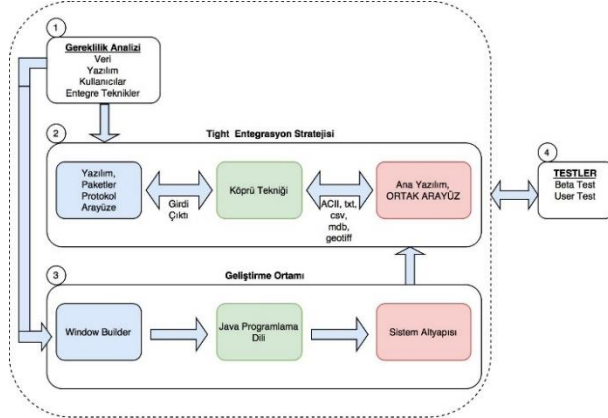 1
Gereklilik Analizi
Veri
Yazılım
Kullanıcılar
Entegre Teknikler
2
Tight Entegrasyon Stratejisi
Yazılım,
Paketler
Protokol
Arayüze
Girdi
Çıktı
Köprü Tekniği
ACII, txt,
csv,
mdb,
geotiff
Ana Yazılım,
ORTAK ARAYÜZ
4
TESTLER
Beta Test
User Test
3
Geliştirme Ortamı
Window Builder
Java Programlama
Dili
Sistem Altyapısı